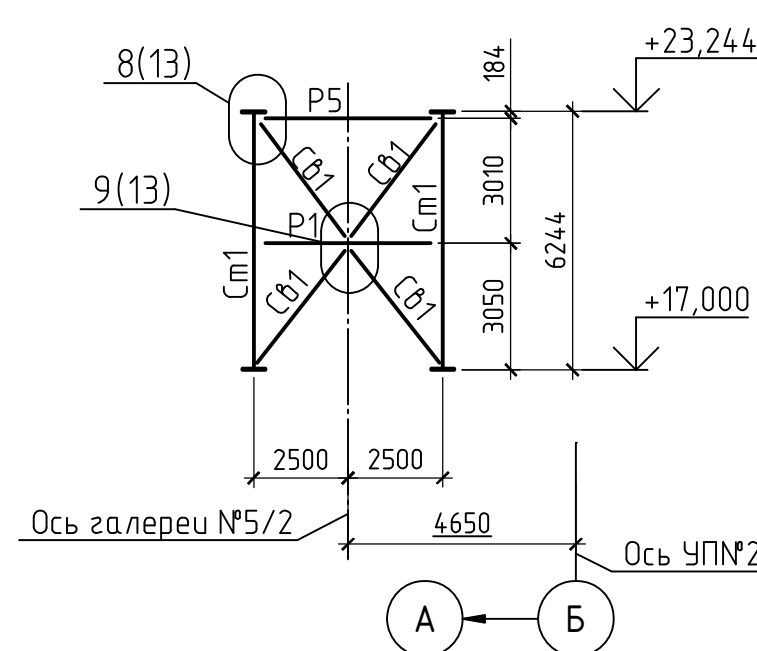 +23,244
8(13)
184
Р5
Св1
Св1
3010
9(13)
Р1
Ст1
6244
Ст1
Св1
Св1
3050
+17,000
2500
2500
Ось галереи №5/2
4650
Ось УП№2
А
Б